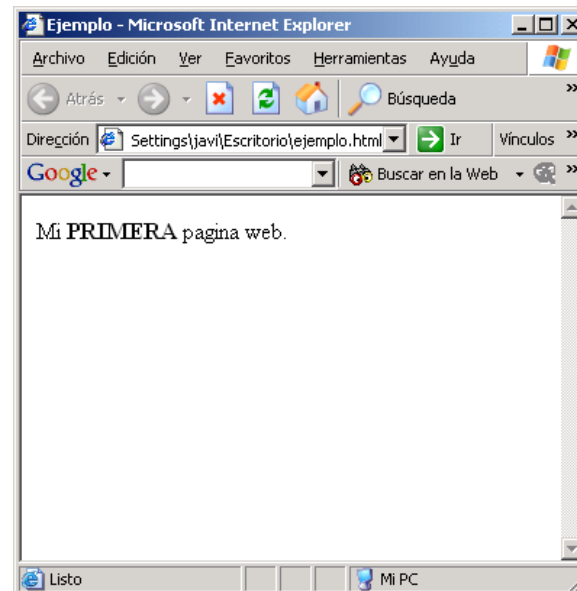 Ejemplo - Microsoft Internet Explorer
Archivo Edición Ver Favoritos Herramientas Ayuda
Atrás Búsqueda »
Dirección Settings\javi\Escritorio\ejemplo.html Ir Vínculos »
Google Buscar en la Web »
Mi PRIMERA pagina web.
Listo Mi PC